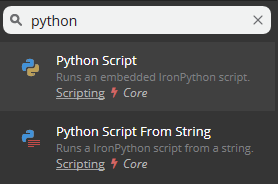 python
Python Script
Runs an embedded IronPython script.
Scripting Core
Python Script From String
Runs a IronPython script from a string.
Scripting Core